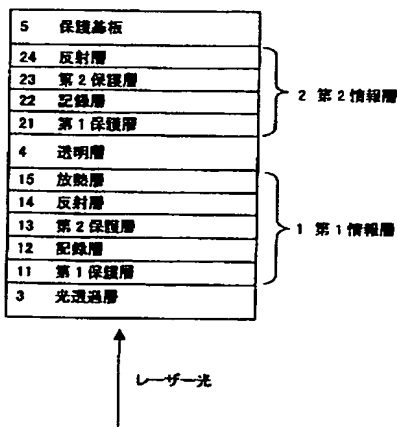 5 保護基板
24 反射層
23 第2保護層
22 記録層
21 第1保護層
2 第2情報層
4 透明層
15 放熱層
14 反射層
13 第2保護層
12 記録層
11 第1保護層
1 第1情報層
3 光透過層
レーザー光